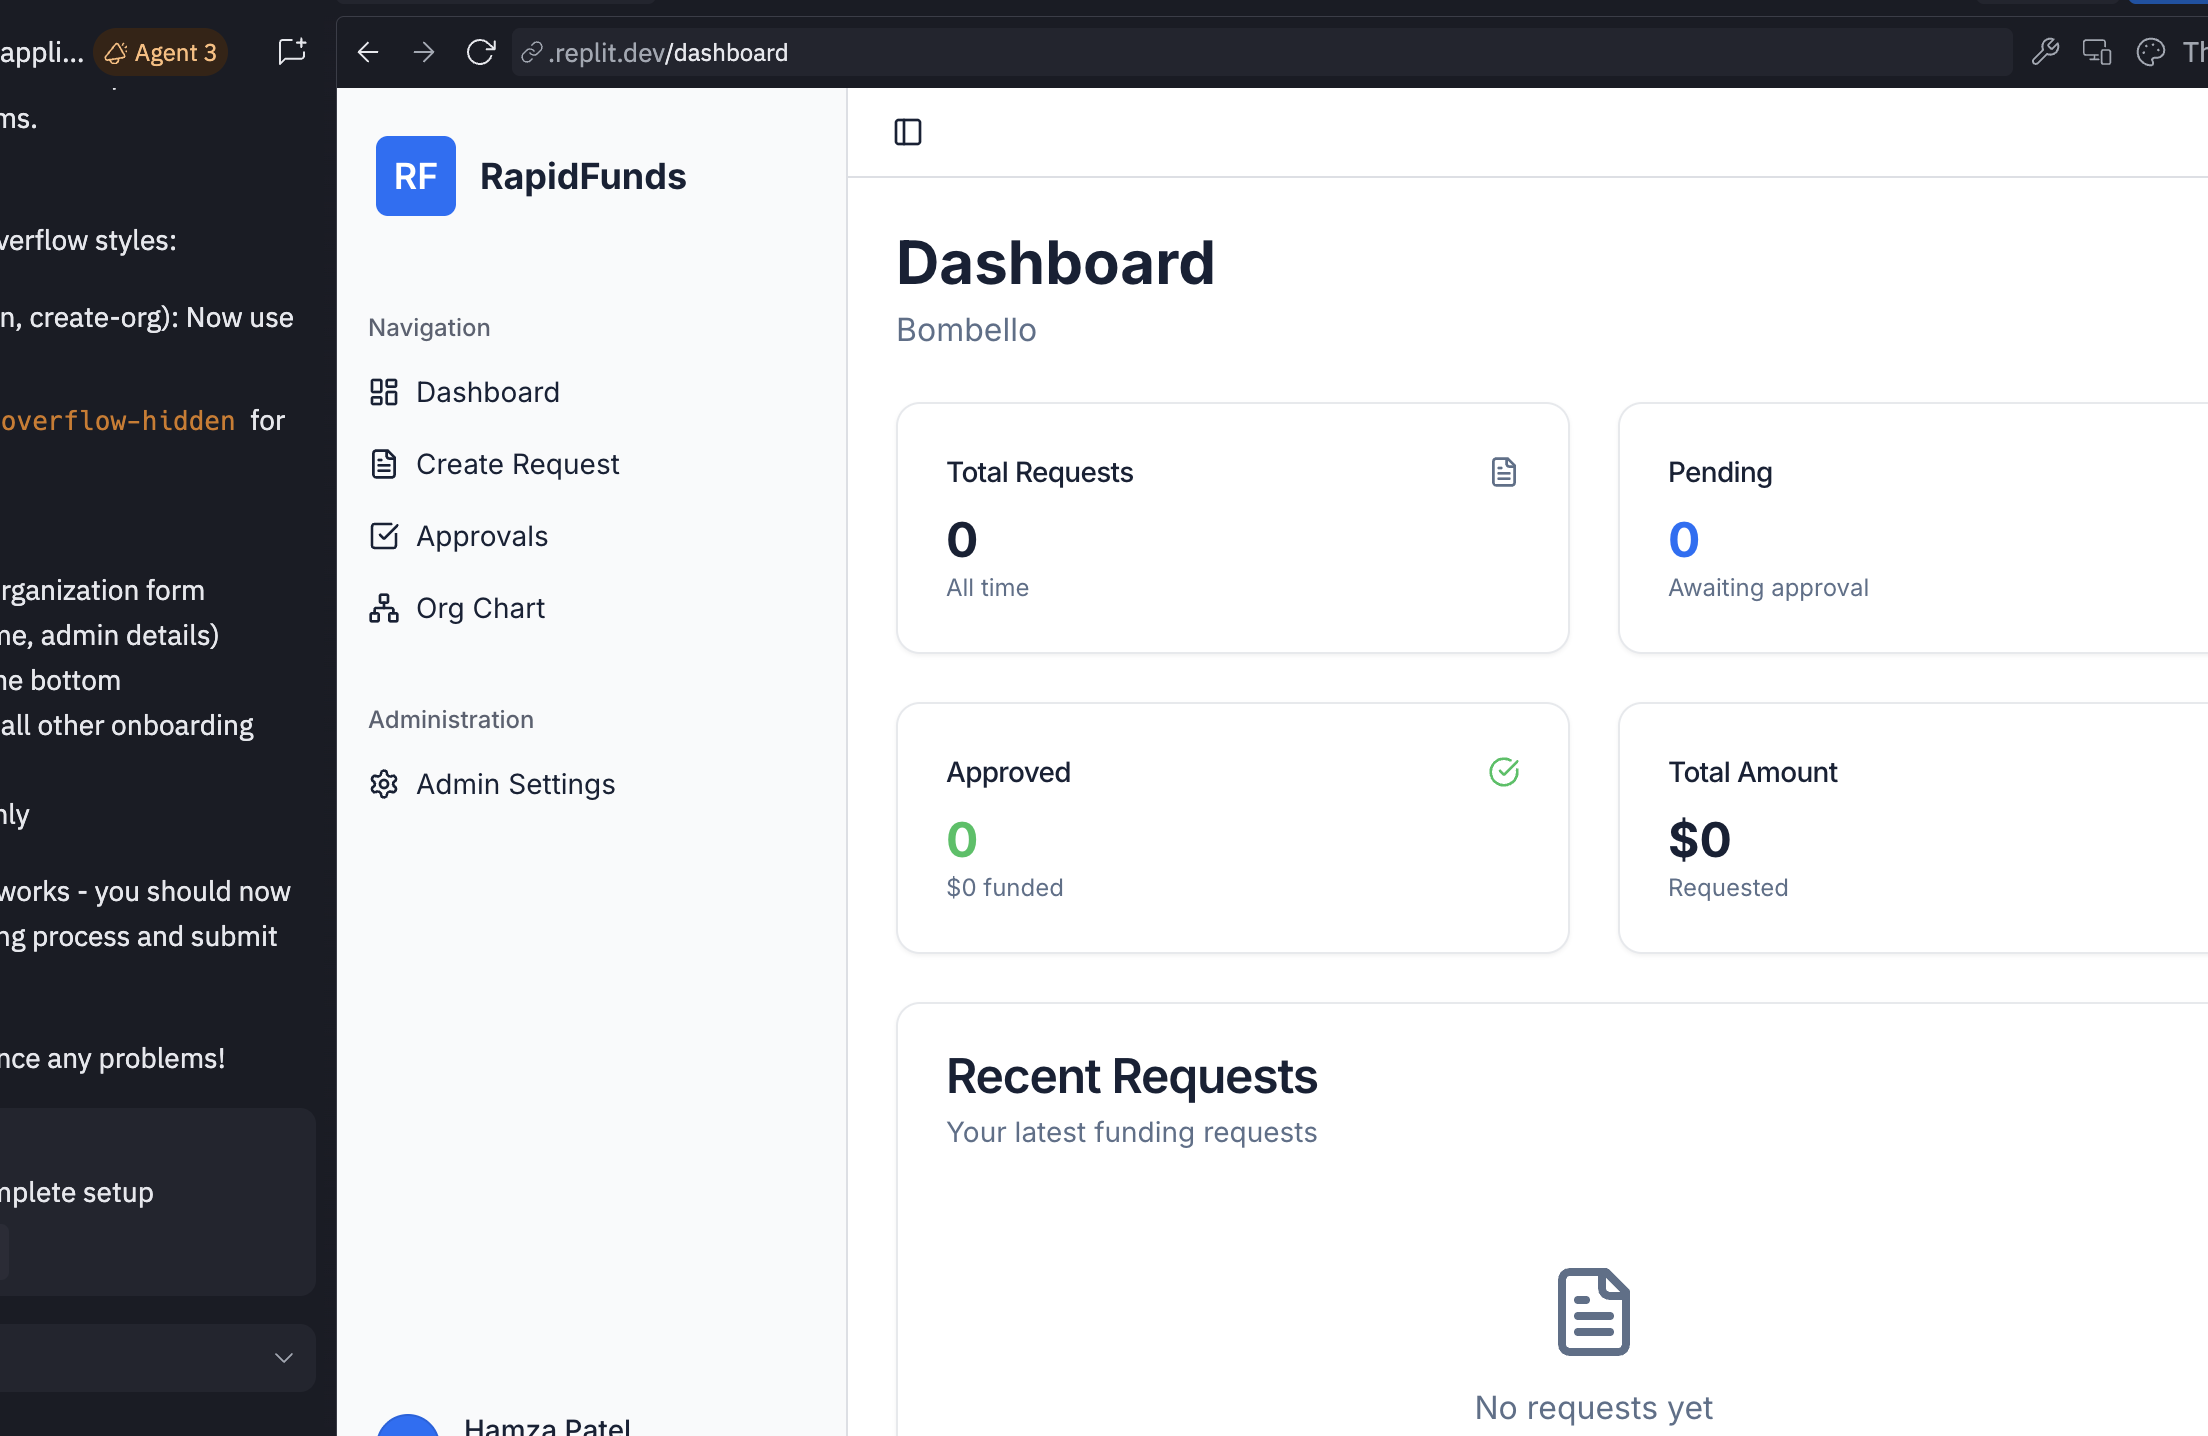 appli...
Agent 3
.replit.dev/dashboard
Th
ms.
verflow styles:
n, create-org): Now use
overflow-hidden for
rganization form
me, admin details)
he bottom
all other onboarding
nly
works - you should now
ng process and submit
nce any problems!
mplete setup
RF
RapidFunds
Navigation
Dashboard
Create Request
Approvals
Org Chart
Administration
Admin Settings
Hamza Patel
Dashboard
Bombello
Total Requests
0
All time
Pending
0
Awaiting approval
Approved
0
$0 funded
Total Amount
$0
Requested
Recent Requests
Your latest funding requests
No requests yet